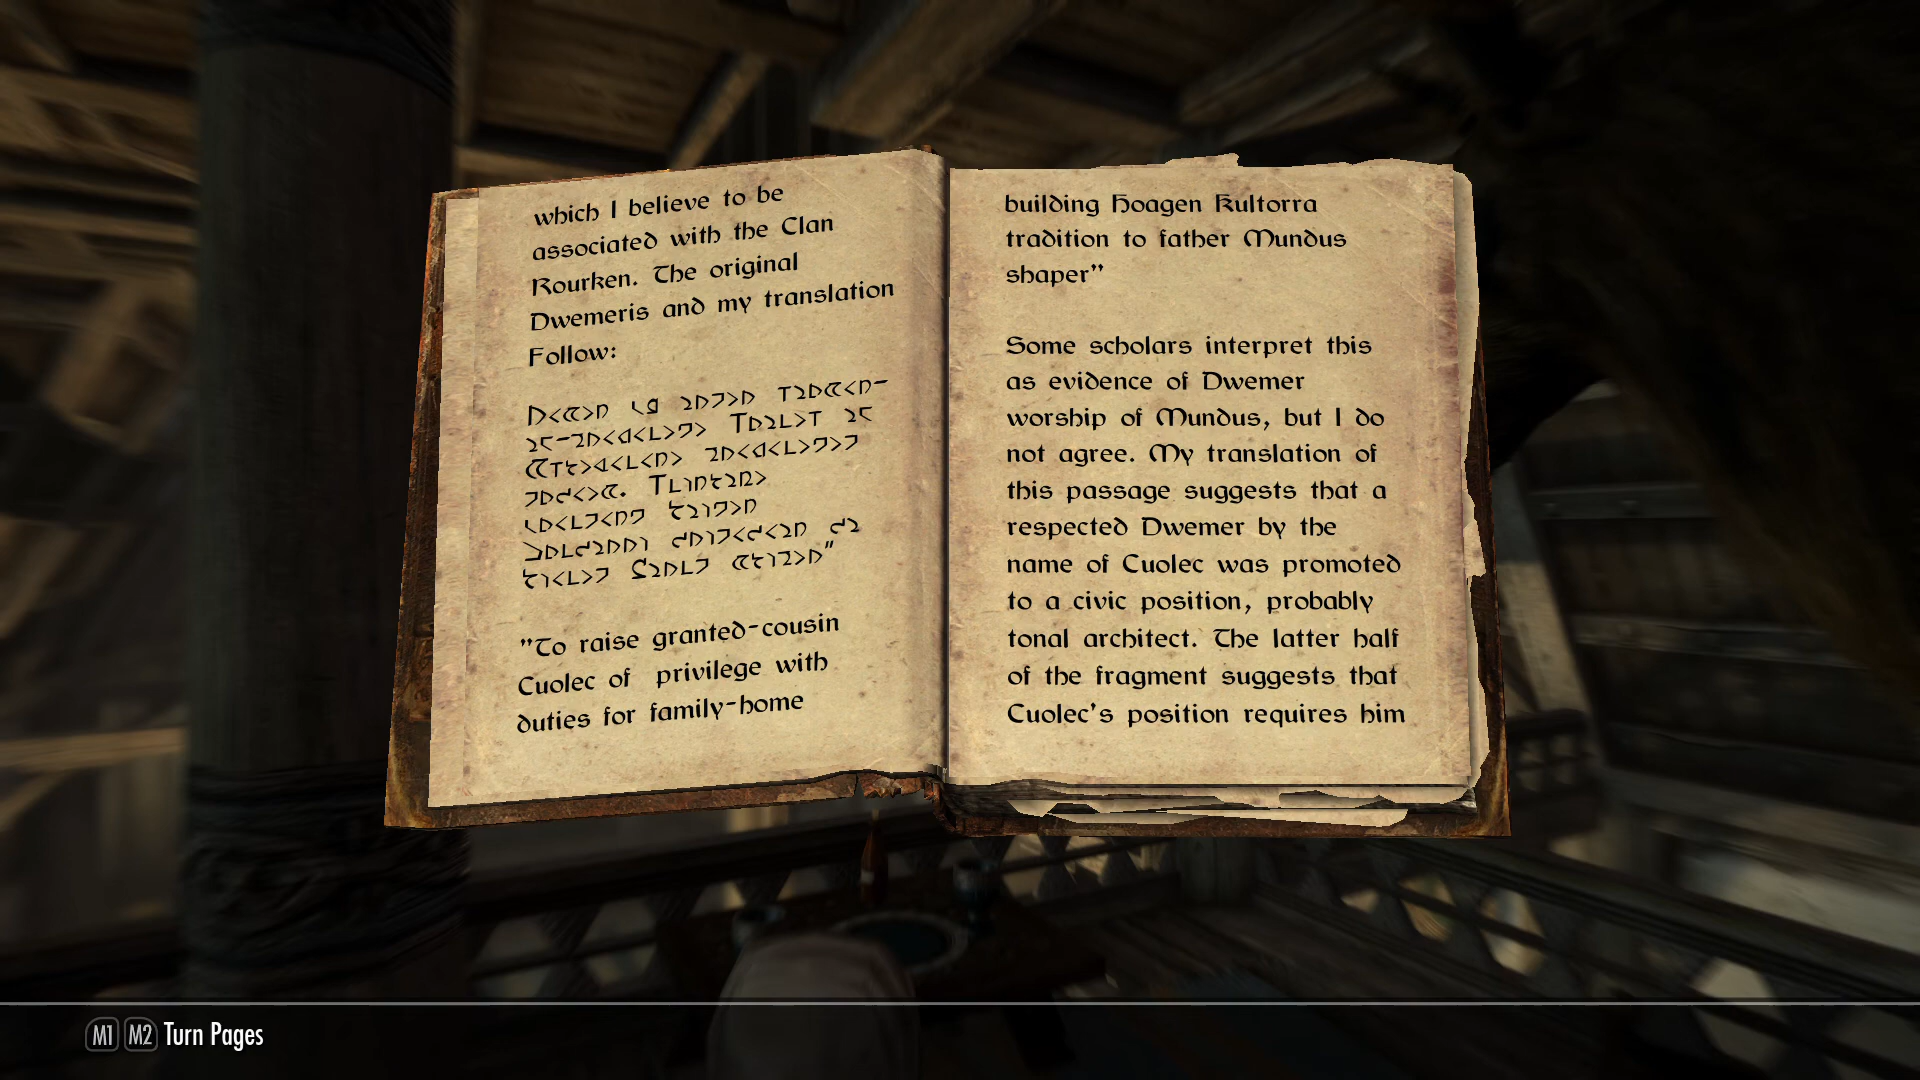 which I believe to be
associated with the Clan
Rourken. The original
Dwemeris and my translation
Follow:
"To raise granted-cousin
Cuolec of  privilege with
duties for family-home
building Hoagen Kultorra
tradition to father Mundus
shaper"
Some scholars interpret this
as evidence of Dwemer
worship of Mundus, but I do
not agree. My translation of
this passage suggests that a
respected Dwemer by the
name of Cuolec was promoted
to a civic position, probably
tonal architect. The latter half
of the fragment suggests that
Cuolec's position requires him
M1 M2 Turn Pages